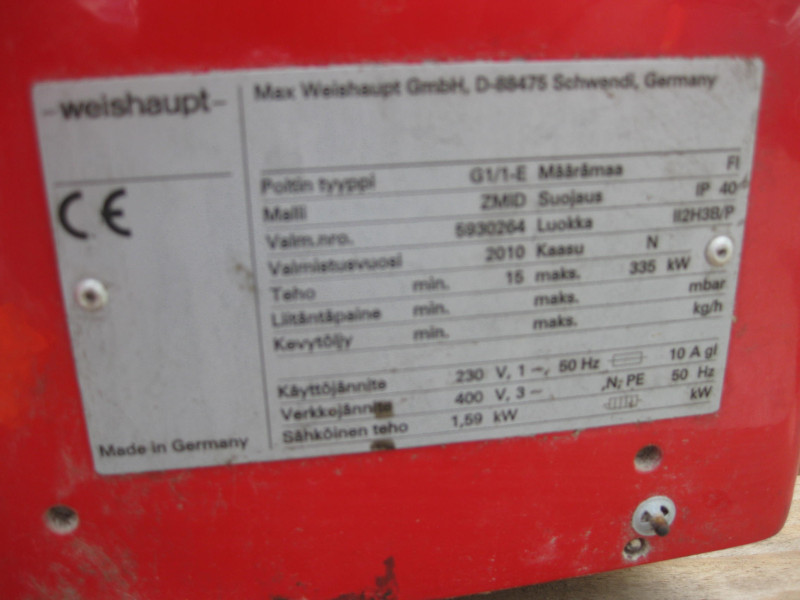 -weishaupt-
Max Weishaupt GmbH, D-88475 Schwendi, Germany
Poltin tyyppi G1/1-E Määrämaa FI
Malli ZMID Suojaus IP 40
Valm.nro. 5930264 Luokka II2H3B/P
Valmistusvuosi 2010 Kaasu N
Teho min. 15 maks. 335 kW
Liitäntäpaine min. maks. mbar
Kevytöljy min. maks. kg/h
Käyttöjännite 230 V, 1 ~, 50 Hz 10 A gl
Verkkojännite 400 V, 3 ~ ,N, PE 50 Hz
Sähköinen teho 1,59 kW kW
CE
Made in Germany